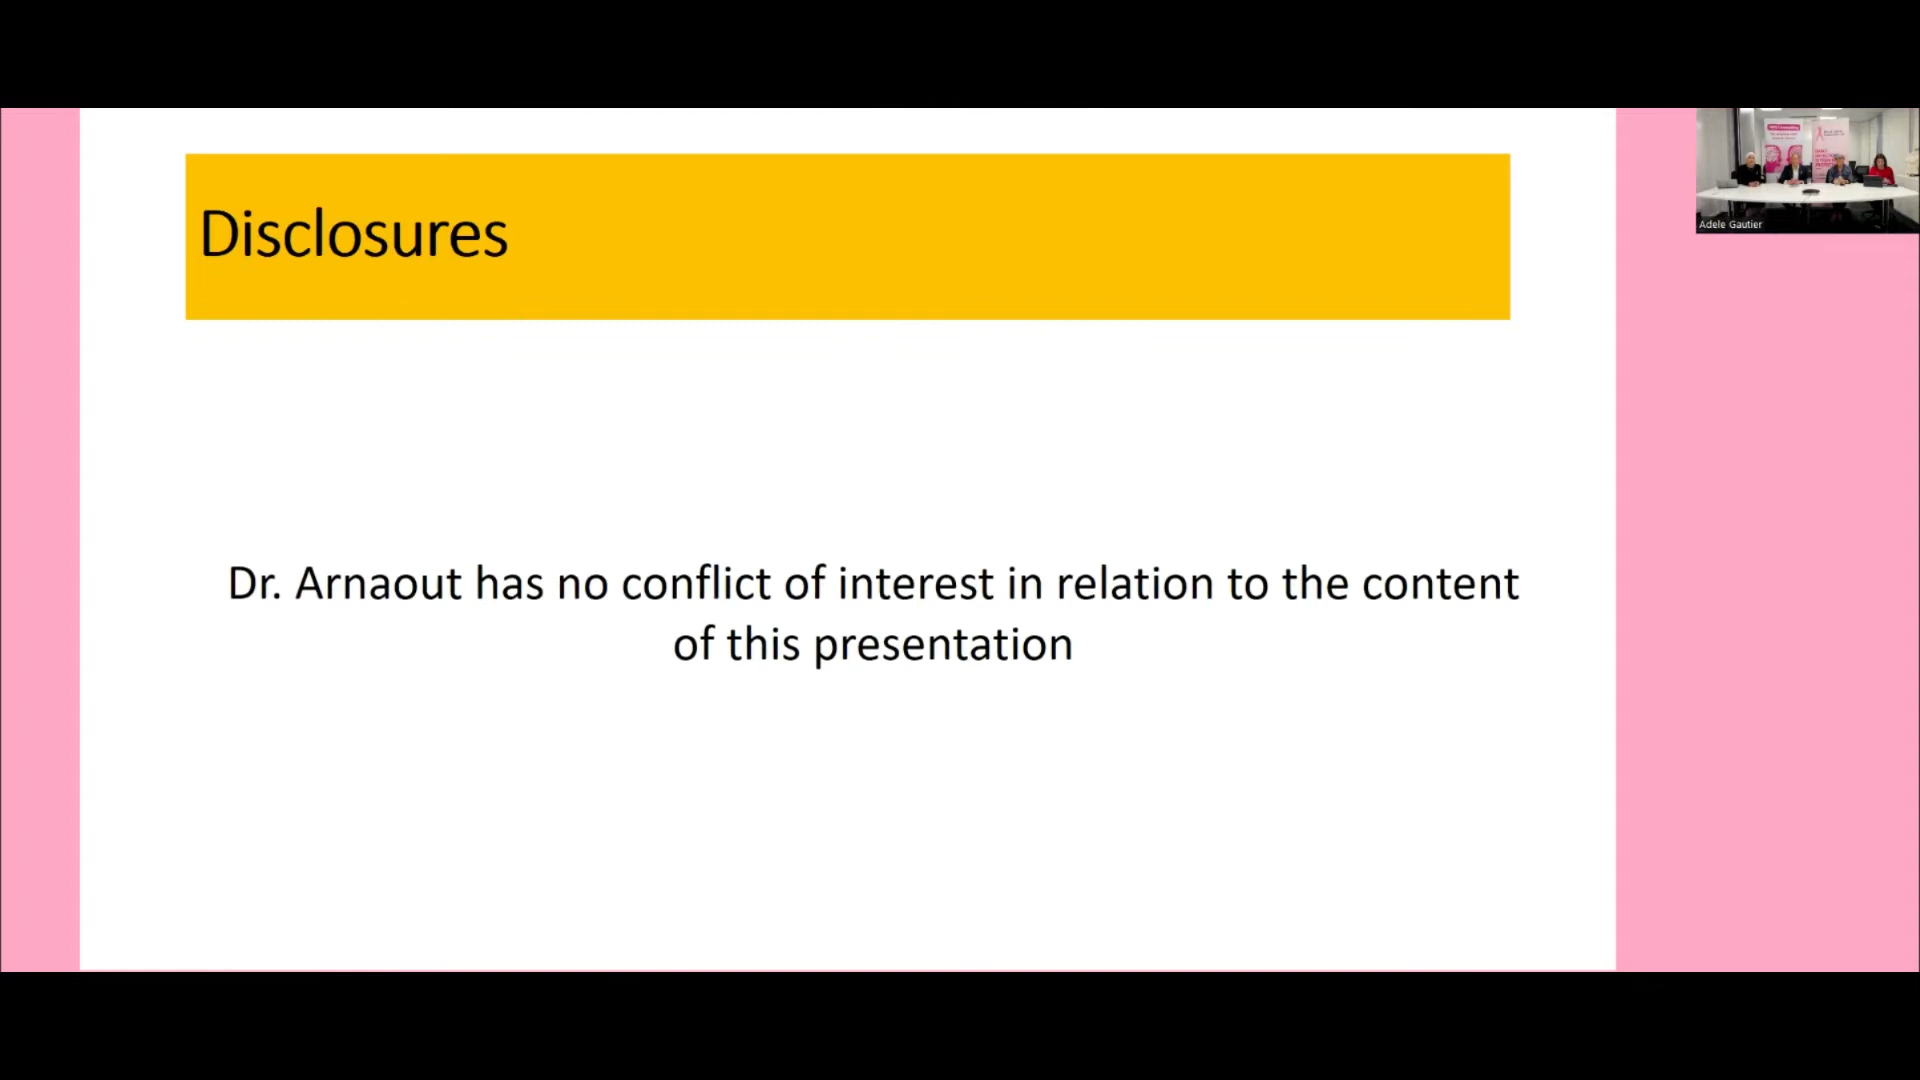 Disclosures
Adele Gautier
Dr. Arnaout has no conflict of interest in relation to the content
of this presentation